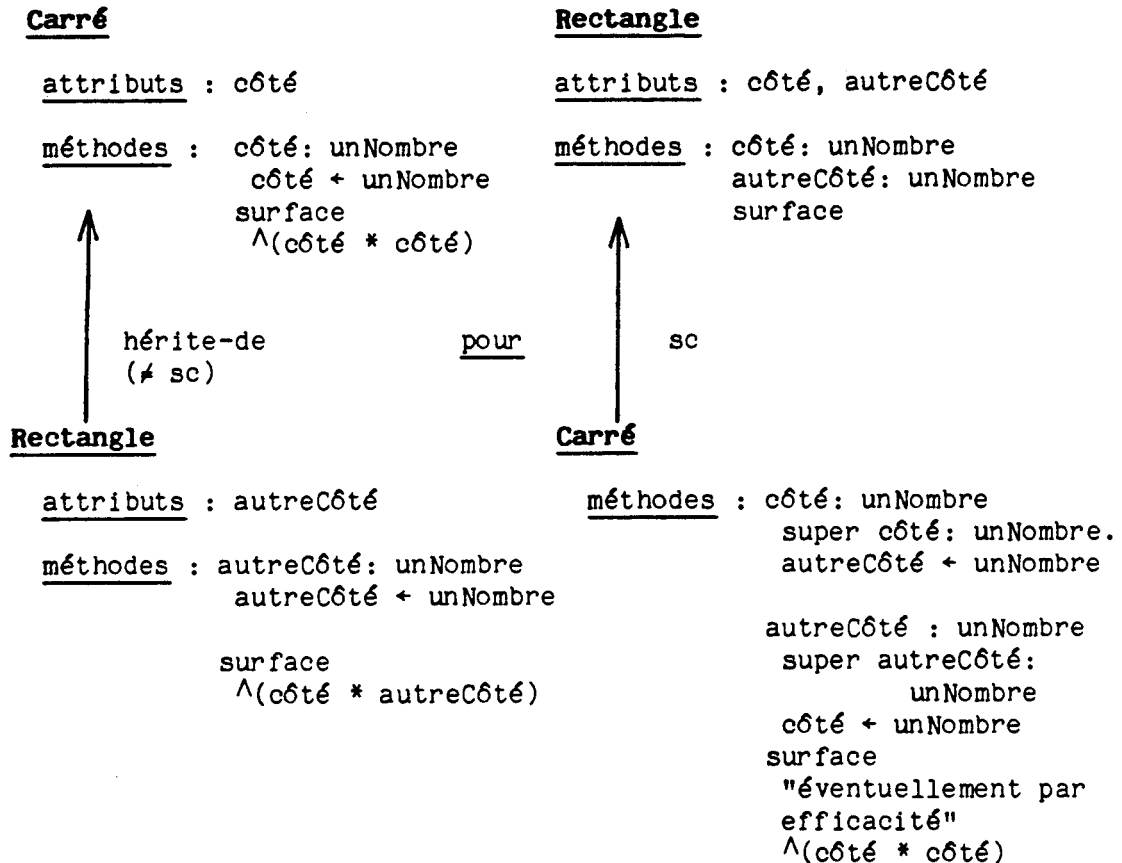 Carré
attributs : côté
méthodes : côté: unNombre
côté ← unNombre
surface
^(côté * côté)
hérite-de
(≠ sc)
Rectangle
attributs : autreCôté
méthodes : autreCôté: unNombre
autreCôté ← unNombre
surface
^(côté * autreCôté)
pour
Rectangle
attributs : côté, autreCôté
méthodes : côté: unNombre
autreCôté: unNombre
surface
sc
Carré
méthodes : côté: unNombre
super côté: unNombre.
autreCôté ← unNombre
autreCôté : unNombre
super autreCôté:
unNombre
côté ← unNombre
surface
"éventuellement par
efficacité"
^(côté * côté)